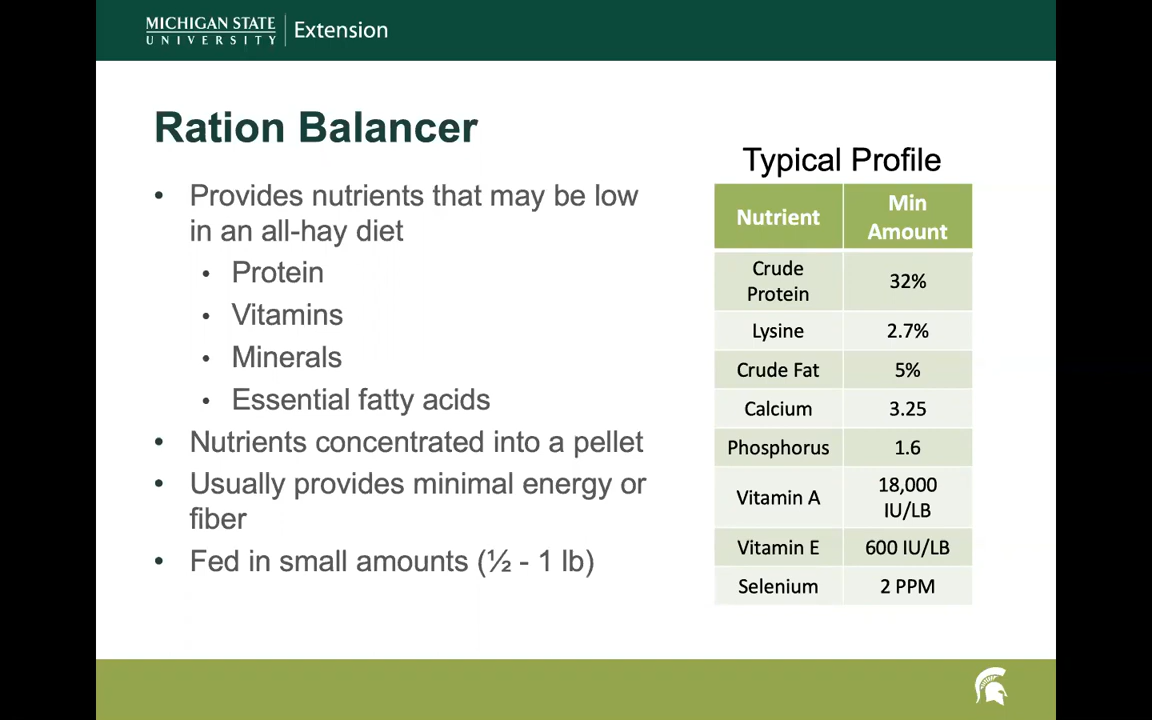 MICHIGAN STATE
UNIVERSITY
Extension
Ration Balancer
• Provides nutrients that may be low
in an all-hay diet
• Protein
• Vitamins
• Minerals
• Essential fatty acids
• Nutrients concentrated into a pellet
• Usually provides minimal energy or
fiber
• Fed in small amounts (½ - 1 lb)
Typical Profile
Nutrient
Min
Amount
Crude
Protein
32%
Lysine
2.7%
Crude Fat
5%
Calcium
3.25
Phosphorus
1.6
Vitamin A
18,000
IU/LB
Vitamin E
600 IU/LB
Selenium
2 PPM